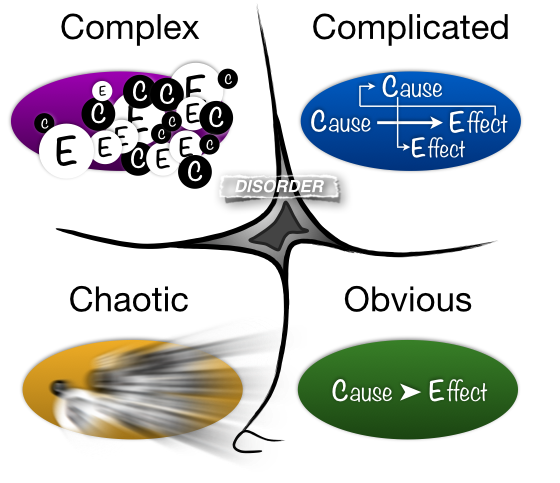 Complex
Complicated
E C C E C
C C E E C
E E E C C
C E E C
C
Cause
Cause Effect
Effect
DISORDER
Chaotic
Obvious
Cause Effect